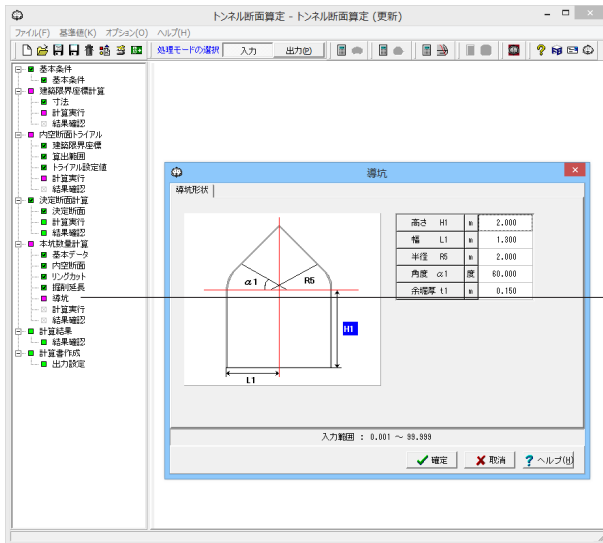 トンネル断面算定 - トンネル断面算定 (更新)
ファイル(F) 基準値(K) オプション(O) ヘルプ(H)
処理モードの選択 入力 出力(P)
基本条件
基本条件
建築限界座標計算
寸法
計算実行
結果確認
内空断面トライアル
建築限界座標
算出範囲
トライアル設定値
計算実行
結果確認
決定断面計算
決定断面
計算実行
結果確認
本坑数量計算
基本データ
内空断面
リングカット
掘削延長
導坑
計算実行
結果確認
計算結果
結果確認
計算書作成
出力設定
導坑
導坑形状
α1 R5
H1
L1
高さ H1 m 2.000
幅 L1 m 1.300
半径 R5 m 2.000
角度 α1 度 60.000
余堀厚 t1 m 0.150
入力範囲 : 0.001 ～ 99.999
確定 取消 ヘルプ(H)